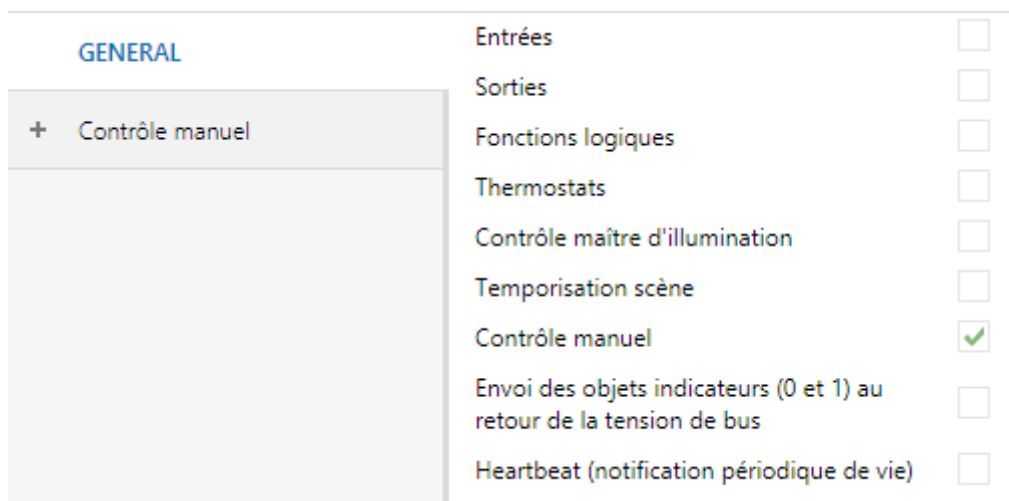 GENERAL
Contrôle manuel
Entrées
Sorties
Fonctions logiques
Thermostats
Contrôle maître d'illumination
Temporisation scène
Contrôle manuel
Envoi des objets indicateurs (0 et 1) au
retour de la tension de bus
Heartbeat (notification périodique de vie)